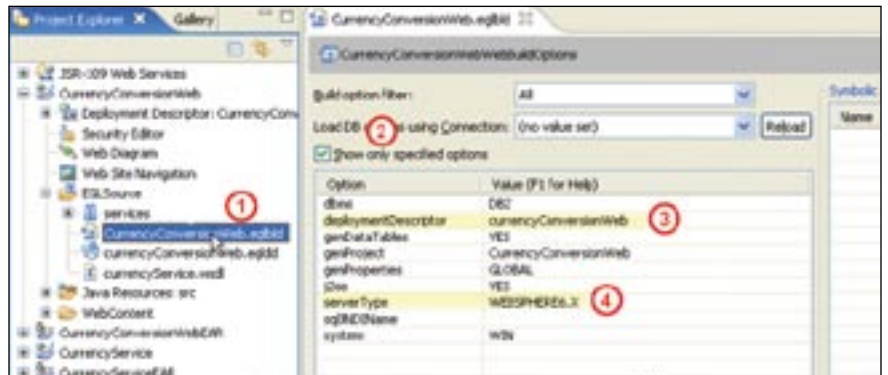 Project Explorer
Gallery
JSR-109 Web Services
CurrencyConversionWeb
Deployment Descriptor: CurrencyConv
Security Editor
Web Diagram
Web Site Navigation
EGLSource
1
services
CurrencyConversionWeb.eglbld
currencyConversionWeb.egldd
currencyService.wsdl
Java Resources: src
WebContent
CurrencyConversionWebEAR
CurrencyService
CurrencyServiceEAR
CurrencyConversionWeb.eglbld
CurrencyConversionWebWebBuildOptions
Build option filter:
All
Load DB
using Connection:
(no value set)
Reload
2
Show only specified options
Option
Value (F1 for Help)
dbms
DB2
deploymentDescriptor
currencyConversionWeb
3
genDataTables
YES
genProject
CurrencyConversionWeb
genProperties
GLOBAL
j2ee
YES
serverType
WEBSPHERE6.X
4
sqlJNDIName
system
WIN
Symbolic
Name